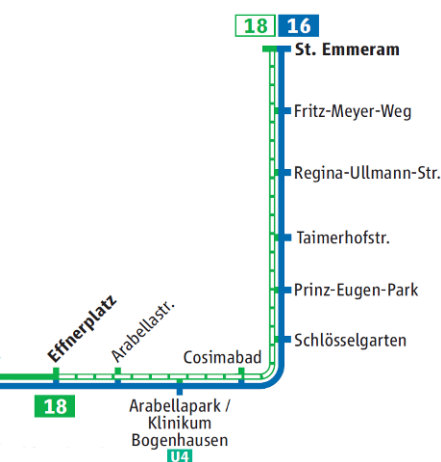 18 16
St. Emmeram
Fritz-Meyer-Weg
Regina-Ullmann-Str.
Taimerhofstr.
Prinz-Eugen-Park
Schlösselgarten
Effnerplatz
Arabellastr.
Cosimabad
18
Arabellapark /
Klinikum
Bogenhausen
U4